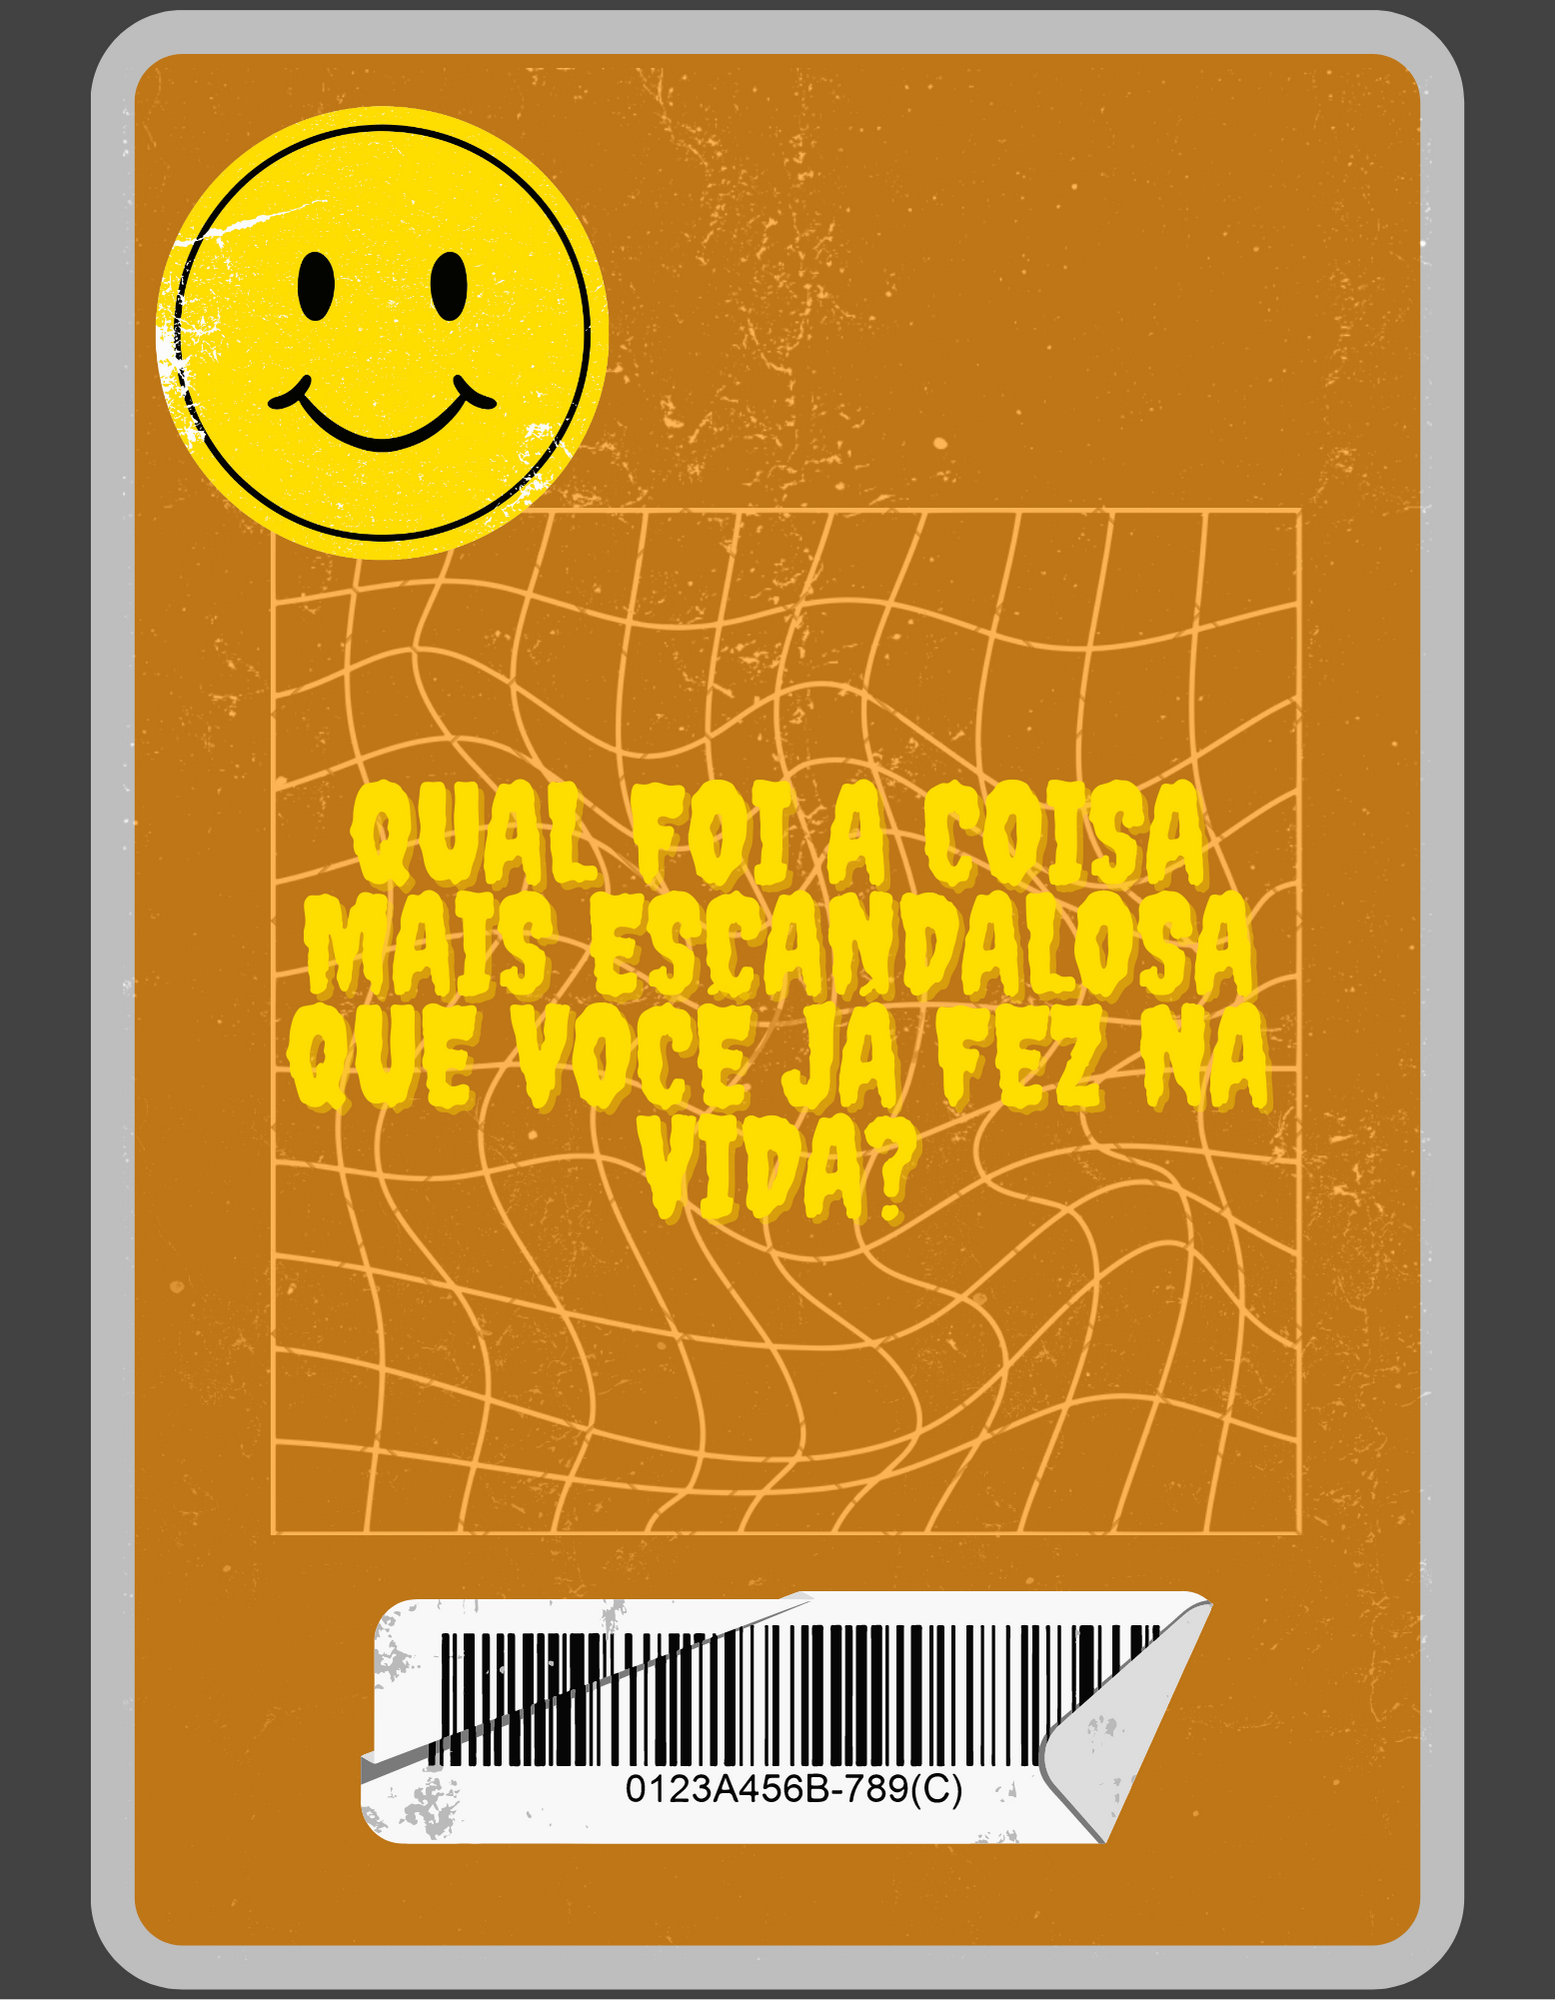 QUAL FOI A COISA
MAIS ESCANDALOSA
QUE VOCE JA FEZ NA
VIDA?
0123A456B-789(C)